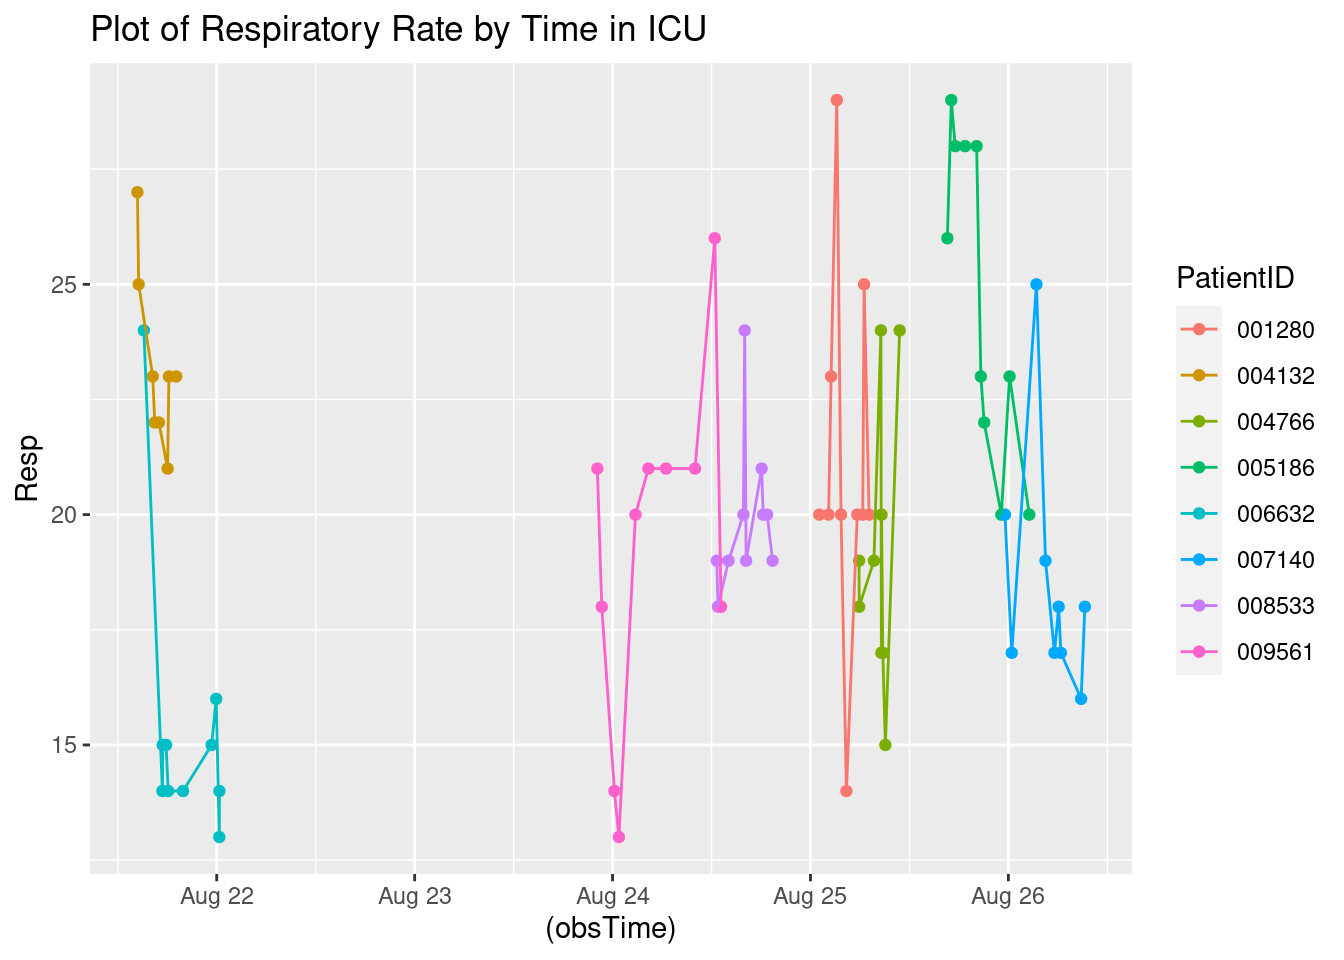 Plot of Respiratory Rate by Time in ICU
Resp
25
20
15
Aug 22 Aug 23 Aug 24 Aug 25 Aug 26
(obsTime)
PatientID
001280
004132
004766
005186
006632
007140
008533
009561